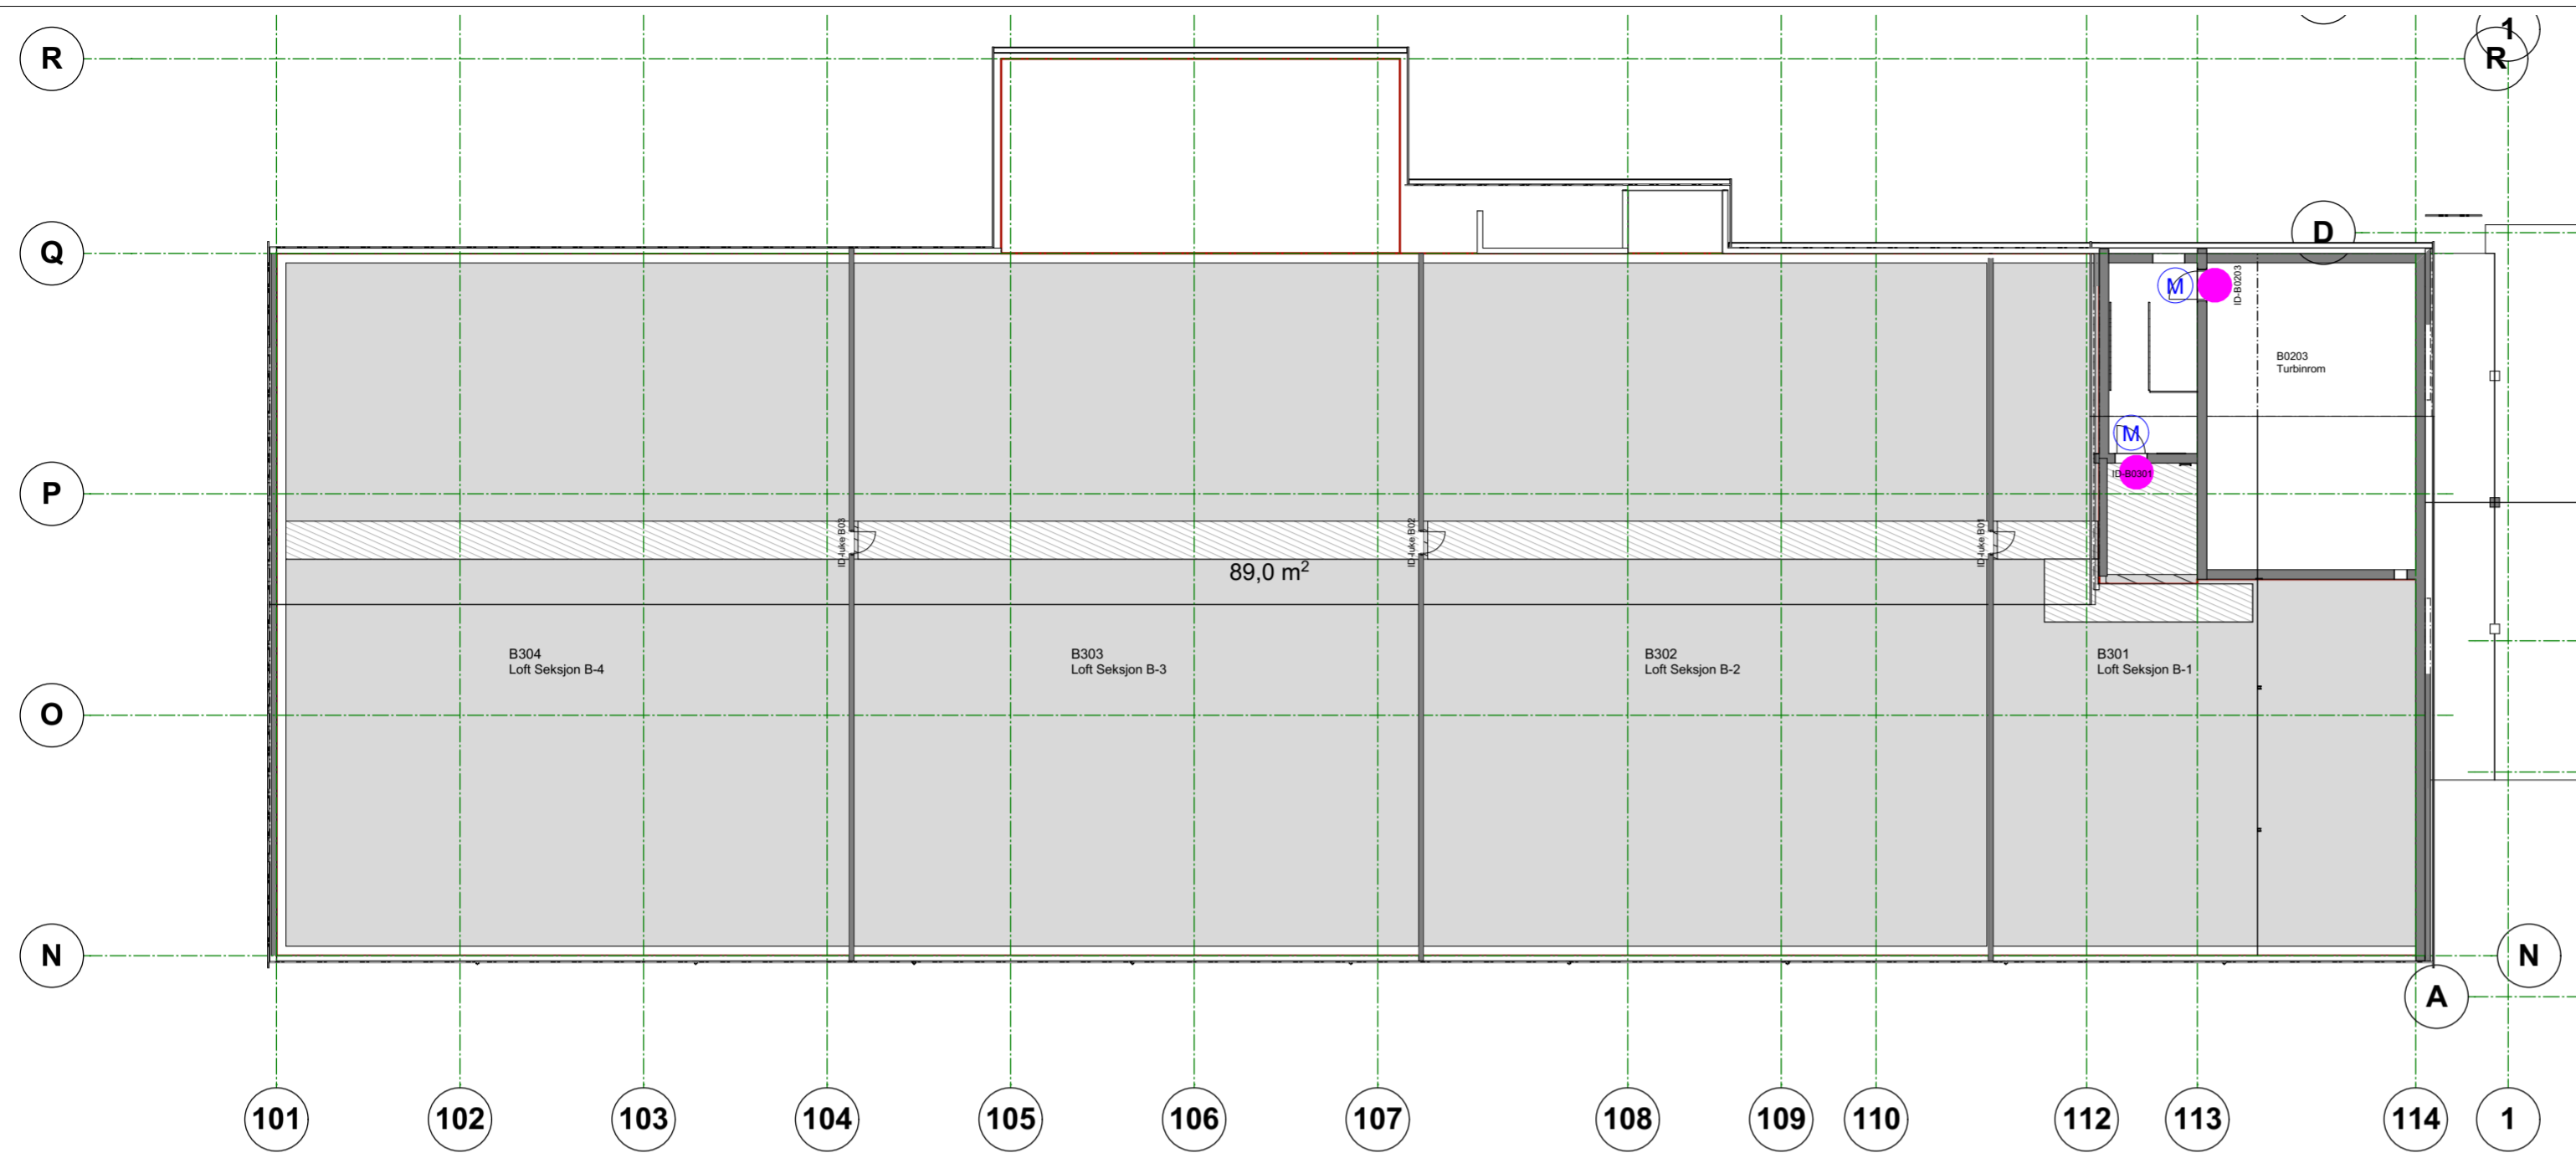 R
1
R
Q
D
M
ID-B0203
B0203
Turbinrom
M
ID-B0301
P
ID-luke B03
ID-luke B02
ID-luke B01
89,0 m²
B304
Loft Seksjon B-4
B303
Loft Seksjon B-3
B302
Loft Seksjon B-2
B301
Loft Seksjon B-1
O
N
N
A
101
102
103
104
105
106
107
108
109
110
112
113
114
1